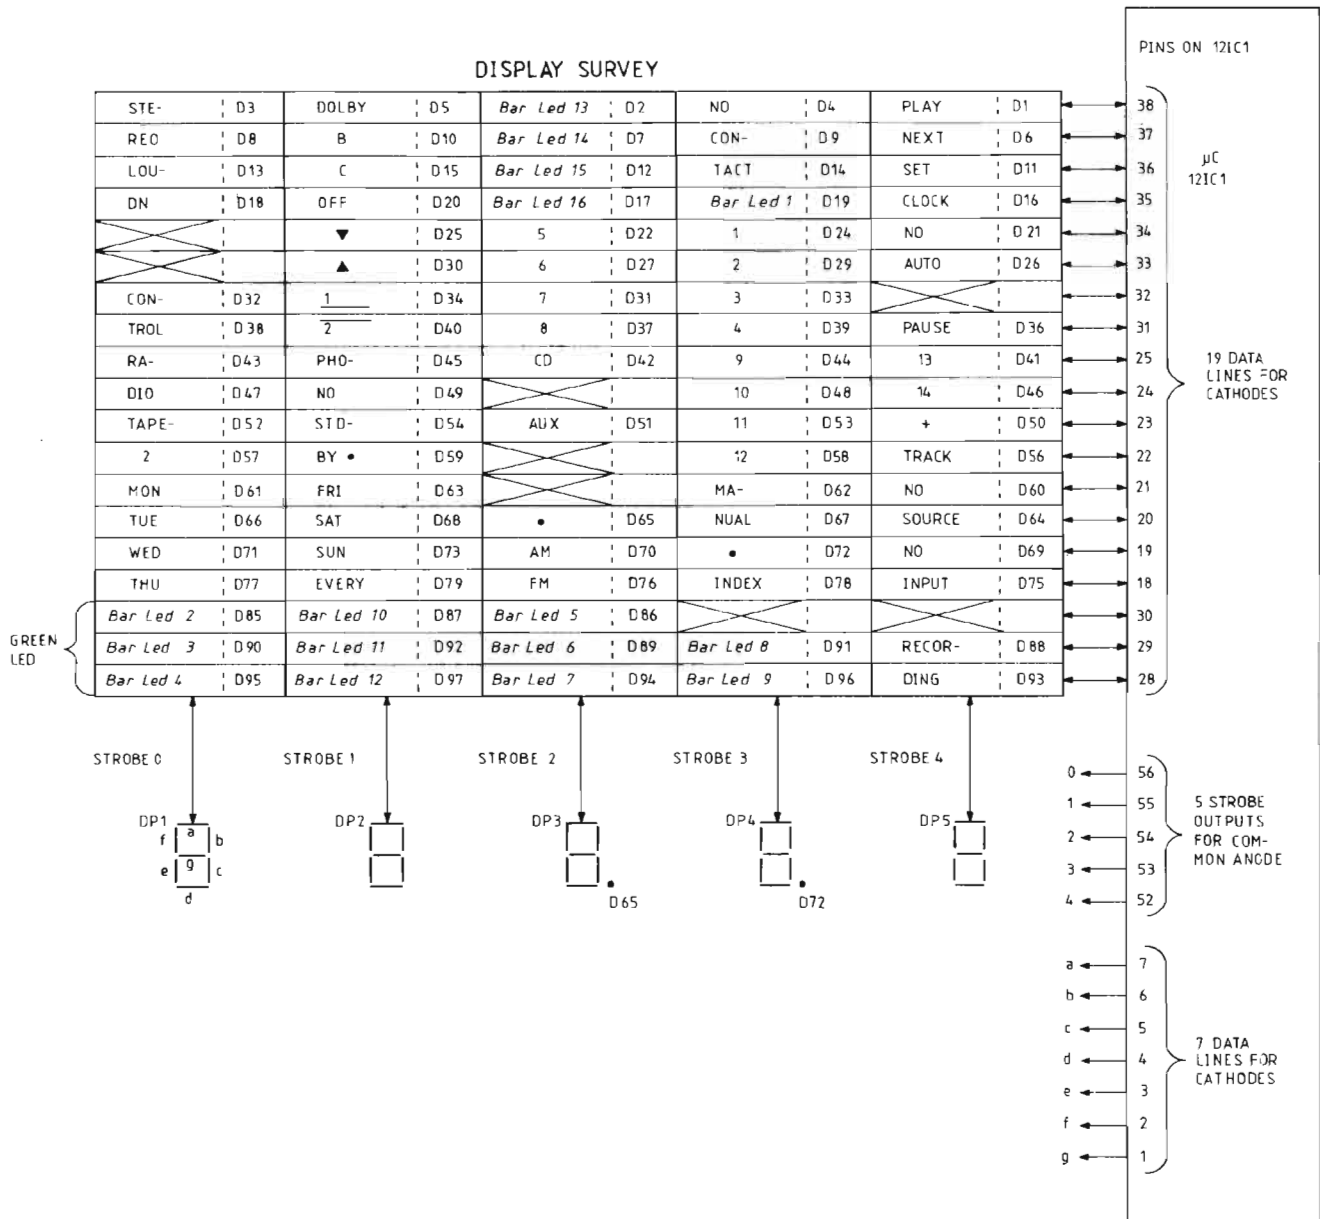 PINS ON 12IC1
DISPLAY SURVEY
STE- D3 DOLBY D5 Bar Led 13 D2 NO D4 PLAY D1 38
REO D8 B D10 Bar Led 14 D7 CON- D9 NEXT D6 37
LOU- D13 C D15 Bar Led 15 D12 TACT D14 SET D11 36
DN D18 OFF D20 Bar Led 16 D17 Bar Led 1 D19 CLOCK D16 35
▼ D25 5 D22 1 D24 NO D21 34
▲ D30 6 D27 2 D29 AUTO D26 33
CON- D32 1 D34 7 D31 3 D33 32
TROL D38 2 D40 8 D37 4 D39 PAUSE D36 31
RA- D43 PHO- D45 CD D42 9 D44 13 D41 25
DIO D47 NO D49 10 D48 14 D46 24
TAPE- D52 STD- D54 AUX D51 11 D53 + D50 23
2 D57 BY • D59 12 D58 TRACK D56 22
MON D61 FRI D63 MA- D62 NO D60 21
TUE D66 SAT D68 • D65 NUAL D67 SOURCE D64 20
WED D71 SUN D73 AM D70 • D72 NO D69 19
THU D77 EVERY D79 FM D76 INDEX D78 INPUT D75 18
Bar Led 2 D85 Bar Led 10 D87 Bar Led 5 D86 30
Bar Led 3 D90 Bar Led 11 D92 Bar Led 6 D89 Bar Led 8 D91 RECOR- D88 29
Bar Led 4 D95 Bar Led 12 D97 Bar Led 7 D94 Bar Led 9 D96 DING D93 28
GREEN
LED
µC
12IC1
19 DATA
LINES FOR
CATHODES
STROBE 0 STROBE 1 STROBE 2 STROBE 3 STROBE 4
DP1 DP2 DP3 DP4 DP5
a
f b
g
e c
d
D65 D72
0 56
1 55
2 54
3 53
4 52
5 STROBE
OUTPUTS
FOR COM-
MON ANODE
a 7
b 6
c 5
d 4
e 3
f 2
g 1
7 DATA
LINES FOR
CATHODES